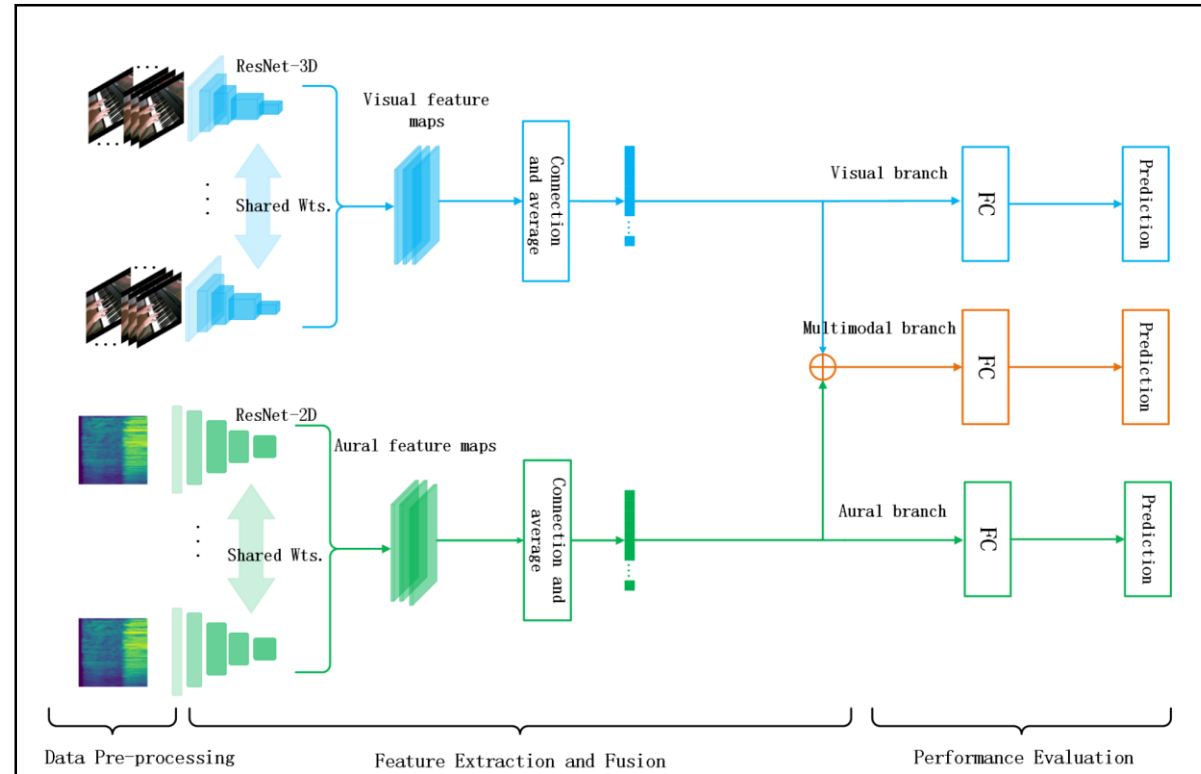 ResNet-3D
Visual feature
maps
Shared Wts.
Connection
and average
Visual branch
FC
Prediction
Multimodal branch
FC
Prediction
ResNet-2D
Aural feature maps
Shared Wts.
Connection and
average
Aural branch
FC
Prediction
Data Pre-processing
Feature Extraction and Fusion
Performance Evaluation